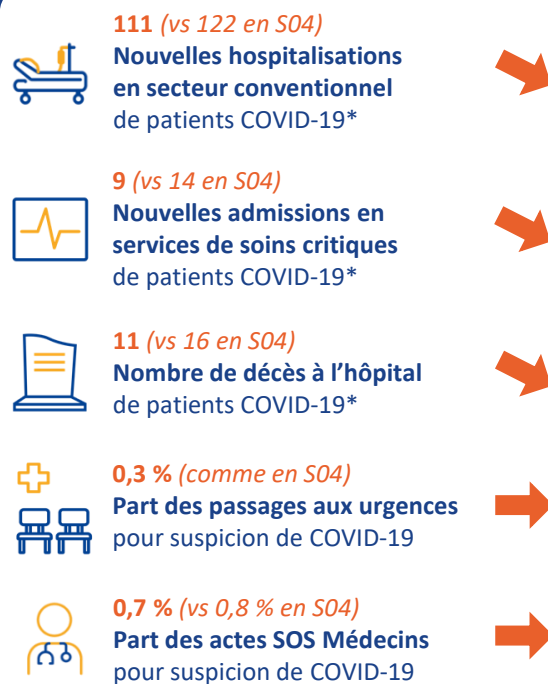 111 (vs 122 en S04)
Nouvelles hospitalisations
en secteur conventionnel
de patients COVID-19*
9 (vs 14 en S04)
Nouvelles admissions en
services de soins critiques
de patients COVID-19*
11 (vs 16 en S04)
Nombre de décès à l’hôpital
de patients COVID-19*
0,3 % (comme en S04)
Part des passages aux urgences
pour suspicion de COVID-19
0,7 % (vs 0,8 % en S04)
Part des actes SOS Médecins
pour suspicion de COVID-19